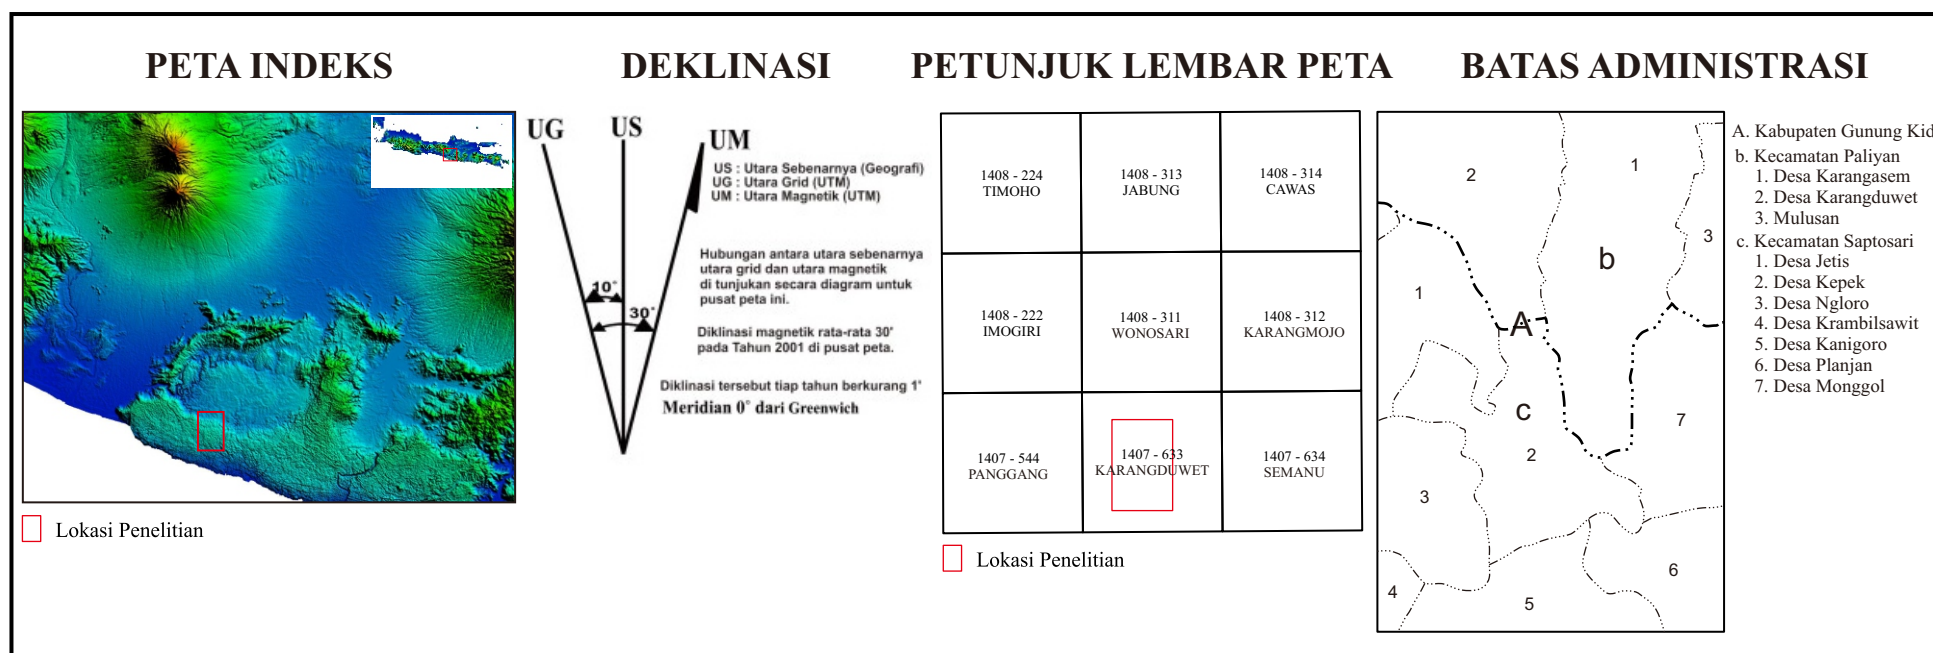 PETA INDEKS
Lokasi Penelitian
DEKLINASI
UG
US
UM
US : Utara Sebenarnya (Geografi)
UG : Utara Grid (UTM)
UM : Utara Magnetik (UTM)
10'
30'
Hubungan antara utara sebenarnya
utara grid dan utara magnetik
di tunjukan secara diagram untuk
pusat peta ini.
Diklinasi magnetik rata-rata 30'
pada Tahun 2001 di pusat peta.
Diklinasi tersebut tiap tahun berkurang 1'
Meridian 0° dari Greenwich
PETUNJUK LEMBAR PETA
1408 - 224
TIMOHO
1408 - 313
JABUNG
1408 - 314
CAWAS
1408 - 222
IMOGIRI
1408 - 311
WONOSARI
1408 - 312
KARANGMOJO
1407 - 544
PANGGANG
1407 - 633
KARANGDUWET
1407 - 634
SEMANU
Lokasi Penelitian
BATAS ADMINISTRASI
2
1
3
b
1
A
c
7
2
3
6
4
5
A. Kabupaten Gunung Kid
b. Kecamatan Paliyan
1. Desa Karangasem
2. Desa Karangduwet
3. Mulusan
c. Kecamatan Saptosari
1. Desa Jetis
2. Desa Kepek
3. Desa Ngloro
4. Desa Krambilsawit
5. Desa Kanigoro
6. Desa Planjan
7. Desa Monggol